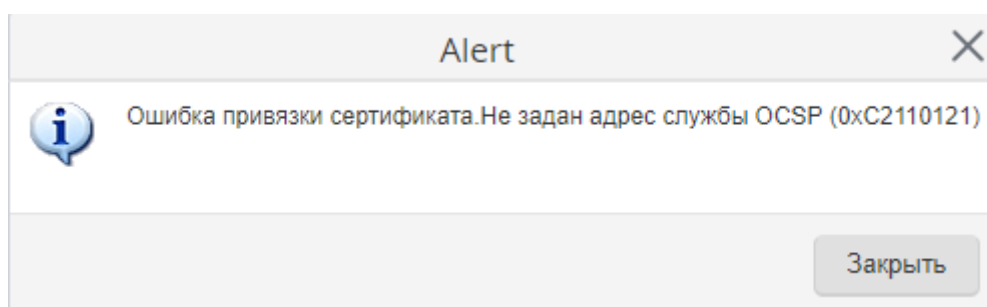 Alert
Ошибка привязки сертификата.Не задан адрес службы OCSP (0xC2110121)
Закрыть